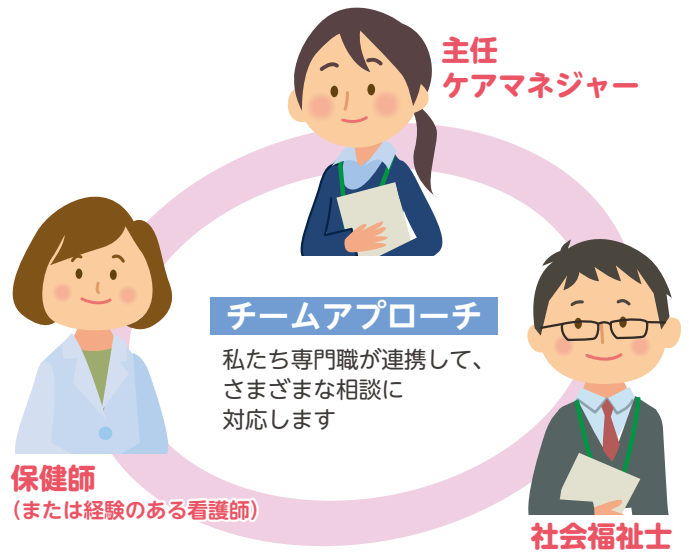 主任
ケアマネジャー
チームアプローチ
私たち専門職が連携して、
さまざまな相談に
対応します
保健師
（または経験のある看護師）
社会福祉士